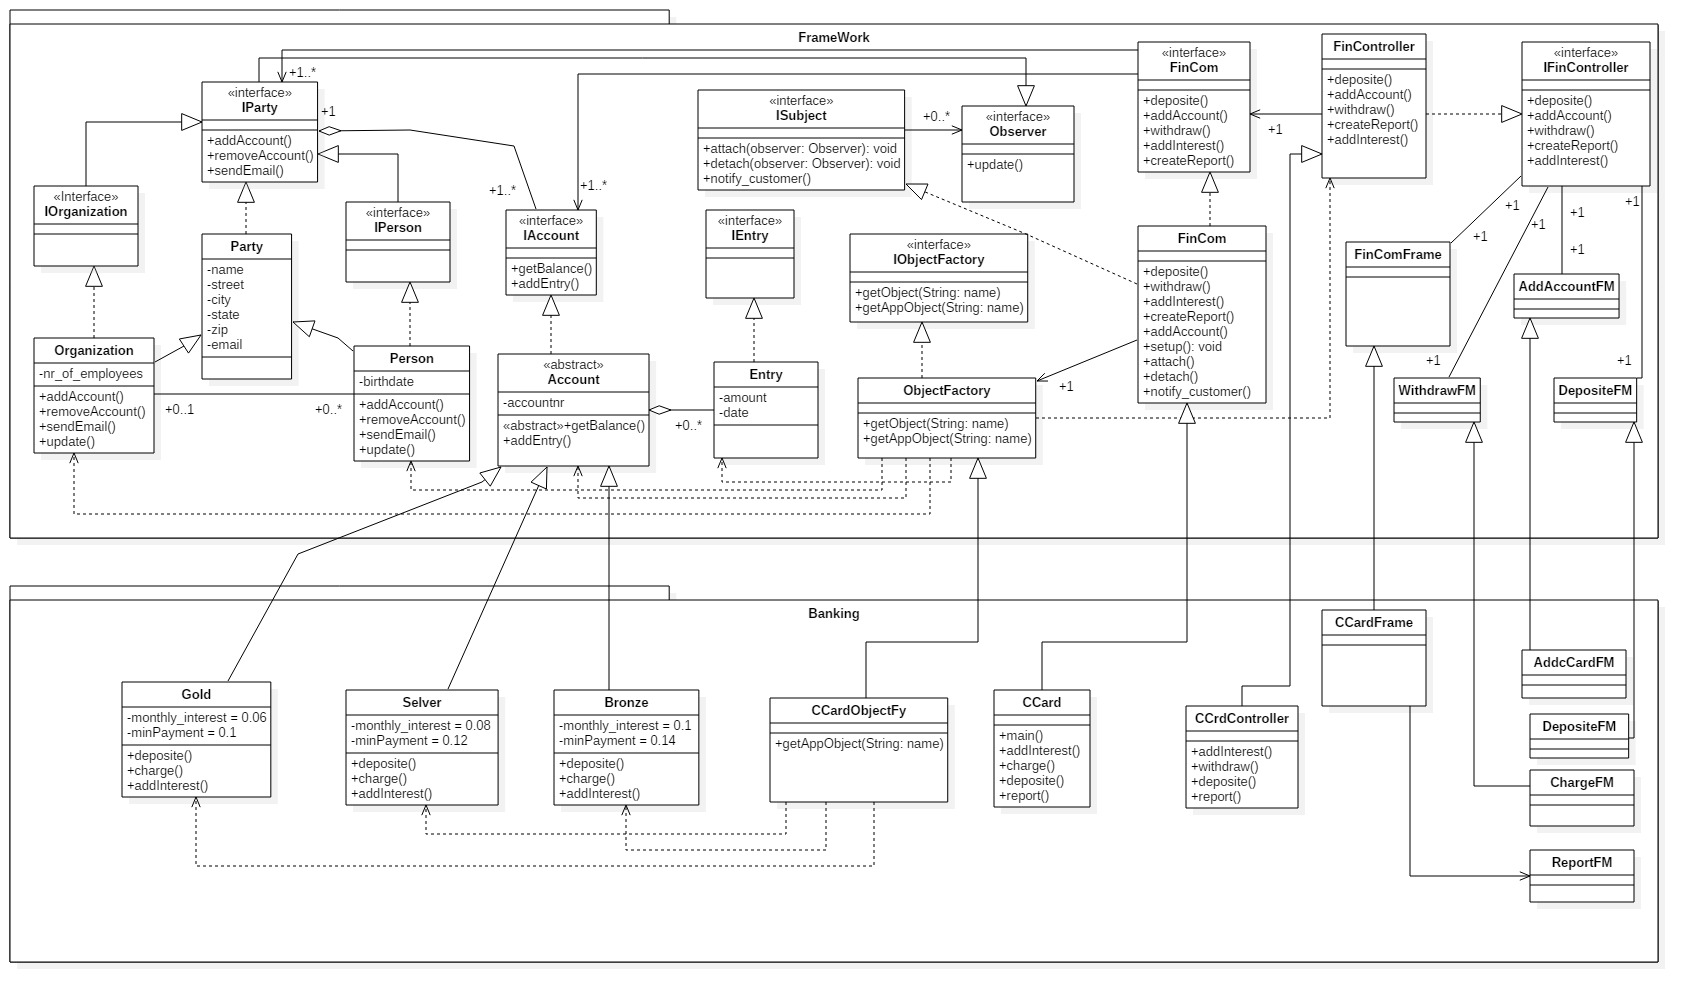 FrameWork
«interface»
IParty
+addAccount()
+removeAccount()
+sendEmail()
+1..*
+1
«Interface»
IOrganization
Party
-name
-street
-city
-state
-zip
-email
«interface»
IPerson
Organization
-nr_of_employees
+addAccount()
+removeAccount()
+sendEmail()
+update()
+0..1
+0..*
Person
-birthdate
+addAccount()
+removeAccount()
+sendEmail()
+update()
+1..*
+1..*
«interface»
IAccount
+getBalance()
+addEntry()
«abstract»
Account
-accountnr
«abstract»+getBalance()
+addEntry()
+0..*
«interface»
ISubject
+attach(observer: Observer): void
+detach(observer: Observer): void
+notify_customer()
+0..*
«interface»
Observer
+update()
«interface»
IEntry
Entry
-amount
-date
«interface»
IObjectFactory
+getObject(String: name)
+getAppObject(String: name)
ObjectFactory
+getObject(String: name)
+getAppObject(String: name)
+1
«interface»
FinCom
+deposite()
+addAccount()
+withdraw()
+addInterest()
+createReport()
+1
FinCom
+deposite()
+withdraw()
+addInterest()
+createReport()
+addAccount()
+setup(): void
+attach()
+detach()
+notify_customer()
FinController
+deposite()
+addAccount()
+withdraw()
+createReport()
+addInterest()
«interface»
IFinController
+deposite()
+addAccount()
+withdraw()
+createReport()
+addInterest()
+1
+1
+1
+1
+1
+1
+1
+1
FinComFrame
AddAccountFM
WithdrawFM
DepositeFM
Banking
Gold
-monthly_interest = 0.06
-minPayment = 0.1
+deposite()
+charge()
+addInterest()
Selver
-monthly_interest = 0.08
-minPayment = 0.12
+deposite()
+charge()
+addInterest()
Bronze
-monthly_interest = 0.1
-minPayment = 0.14
+deposite()
+charge()
+addInterest()
CCardObjectFy
+getAppObject(String: name)
CCard
+main()
+addInterest()
+charge()
+deposite()
+report()
CCrdController
+addInterest()
+withdraw()
+deposite()
+report()
CCardFrame
AddcCardFM
DepositeFM
ChargeFM
ReportFM